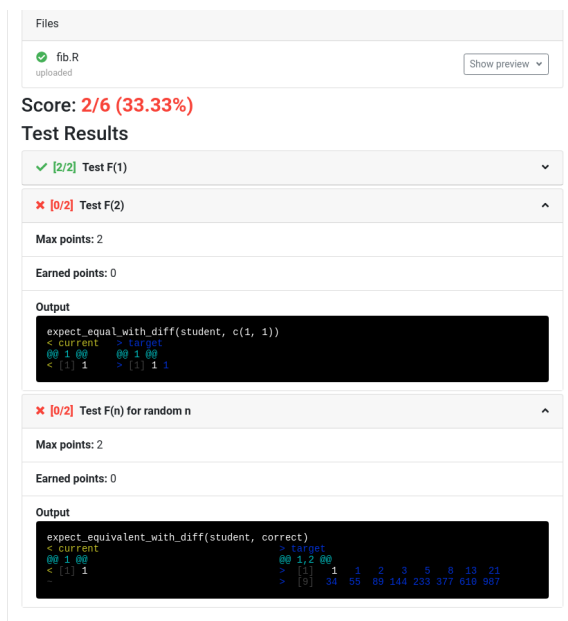 Files
fib.R
uploaded
Show preview
Score: 2/6 (33.33%)
Test Results
[2/2] Test F(1)
[0/2] Test F(2)
Max points: 2
Earned points: 0
Output
expect_equal_with_diff(student, c(1, 1))
< current > target
@@ 1 @@ @@ 1 @@
< [1] 1 > [1] 1 1
[0/2] Test F(n) for random n
Max points: 2
Earned points: 0
Output
expect_equivalent_with_diff(student, correct)
< current > target
@@ 1 @@ @@ 1,2 @@
< [1] 1 > [1] 1 1 2 3 5 8 13 21
~ > [9] 34 55 89 144 233 377 610 987